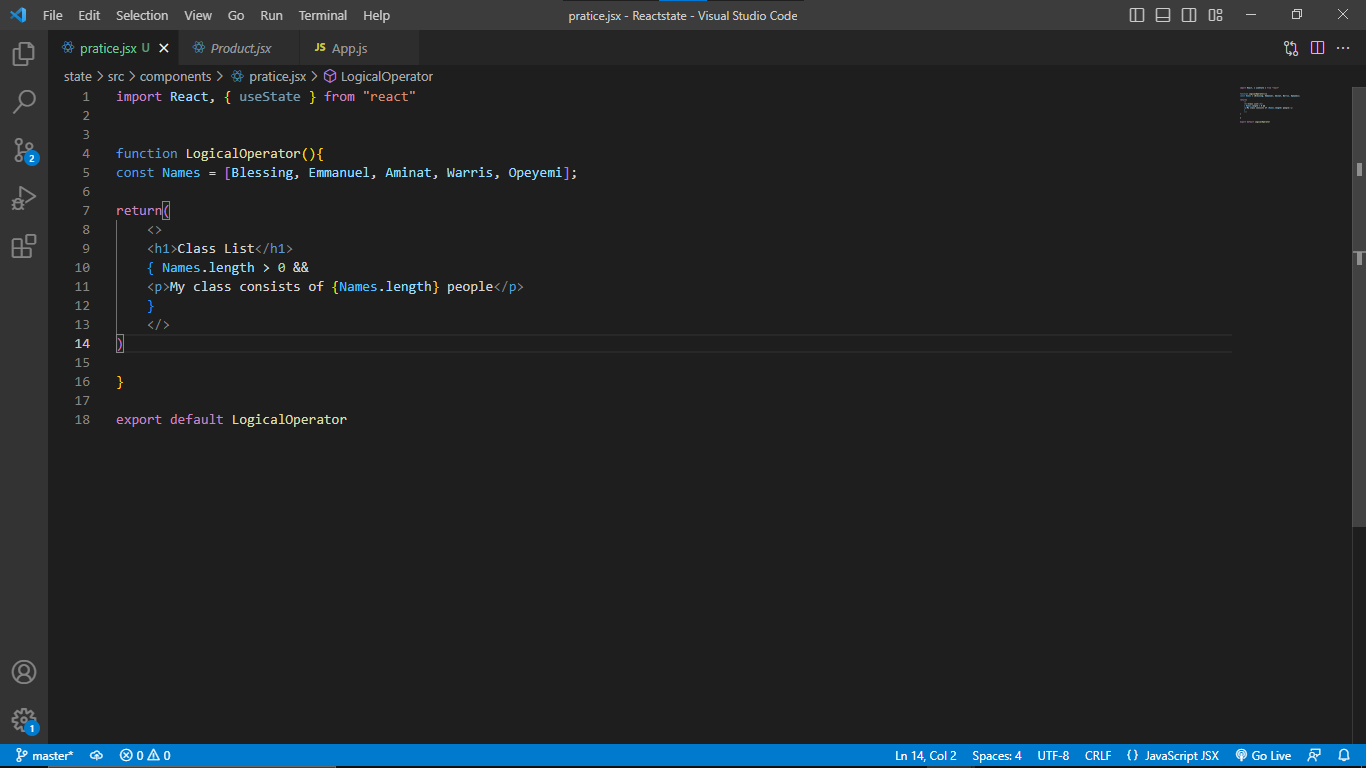 File Edit Selection View Go Run Terminal Help pratice.jsx - Reactstate - Visual Studio Code
pratice.jsx U Product.jsx JS App.js
state > src > components > pratice.jsx > LogicalOperator
1 import React, { useState } from "react"
2
3
4 function LogicalOperator(){
5 const Names = [Blessing, Emmanuel, Aminat, Warris, Opeyemi];
6
7 return(
8 <>
9 <h1>Class List</h1>
10 { Names.length > 0 &&
11 <p>My class consists of {Names.length} people</p>
12 }
13 </>
14 )
15
16 }
17
18 export default LogicalOperator
2
1
master* 0 0 Ln 14, Col 2 Spaces: 4 UTF-8 CRLF {} JavaScript JSX Go Live